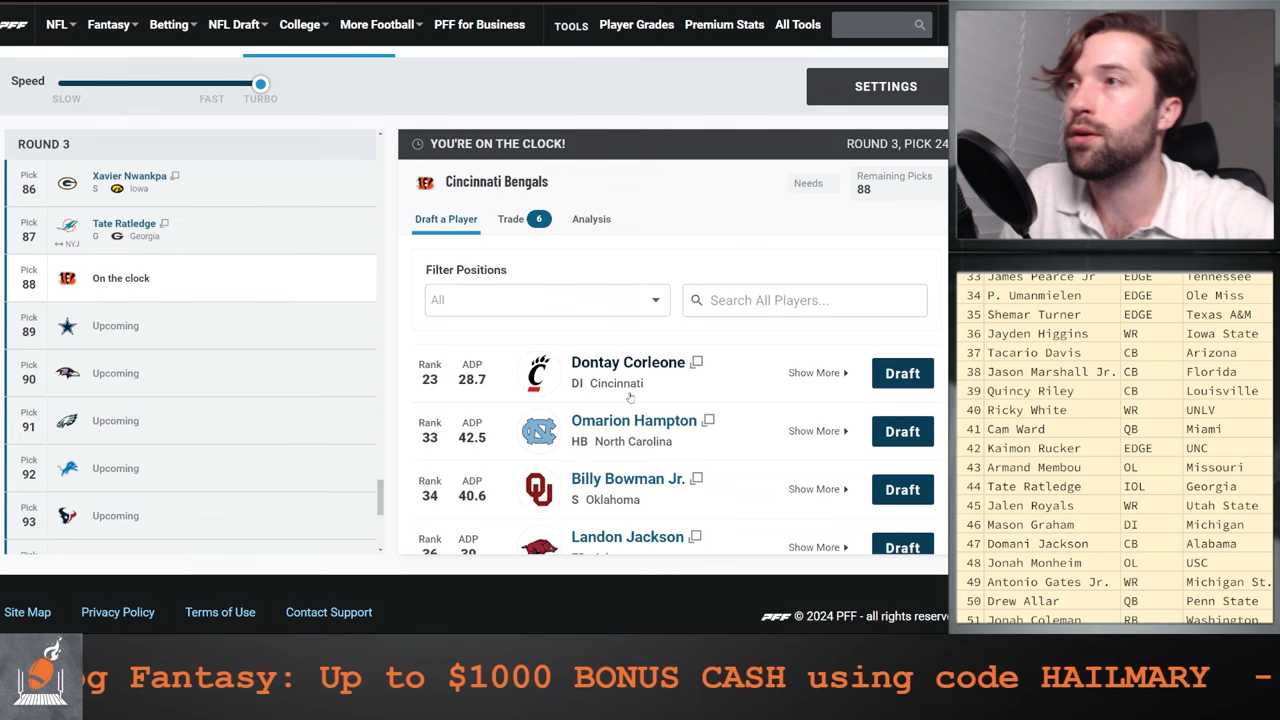 PFF
NFL Fantasy Betting NFL Draft College More Football PFF for Business TOOLS Player Grades Premium Stats All Tools
Speed
SLOW FAST TURBO
SETTINGS
ROUND 3
Pick 86 Xavier Nwankpa
S Iowa
Pick 87 Tate Ratledge
G Georgia
NYJ
Pick 88 On the clock
Pick 89 Upcoming
Pick 90 Upcoming
Pick 91 Upcoming
Pick 92 Upcoming
Pick 93 Upcoming
YOU'RE ON THE CLOCK! ROUND 3, PICK 24
Cincinnati Bengals Needs Remaining Picks
88
Draft a Player Trade 6 Analysis
Filter Positions
All Search All Players...
Rank ADP Dontay Corleone Show More Draft
23 28.7 DI Cincinnati
Rank ADP Omarion Hampton Show More Draft
33 42.5 HB North Carolina
Rank ADP Billy Bowman Jr. Show More Draft
34 40.6 S Oklahoma
Rank ADP Landon Jackson Show More Draft
36 39
Site Map Privacy Policy Terms of Use Contact Support
PFF © 2024 PFF - all rights reserv
33 James Pearce Jr EDGE Tennessee
34 P. Umanmielen EDGE Ole Miss
35 Shemar Turner EDGE Texas A&M
36 Jayden Higgins WR Iowa State
37 Tacario Davis CB Arizona
38 Jason Marshall Jr. CB Florida
39 Quincy Riley CB Louisville
40 Ricky White WR UNLV
41 Cam Ward QB Miami
42 Kaimon Rucker EDGE UNC
43 Armand Membou OL Missouri
44 Tate Ratledge IOL Georgia
45 Jalen Royals WR Utah State
46 Mason Graham DI Michigan
47 Domani Jackson CB Alabama
48 Jonah Monheim OL USC
49 Antonio Gates Jr. WR Michigan St.
50 Drew Allar QB Penn State
51 Jonah Coleman RB Washington
og Fantasy: Up to $1000 BONUS CASH using code HAILMARY -